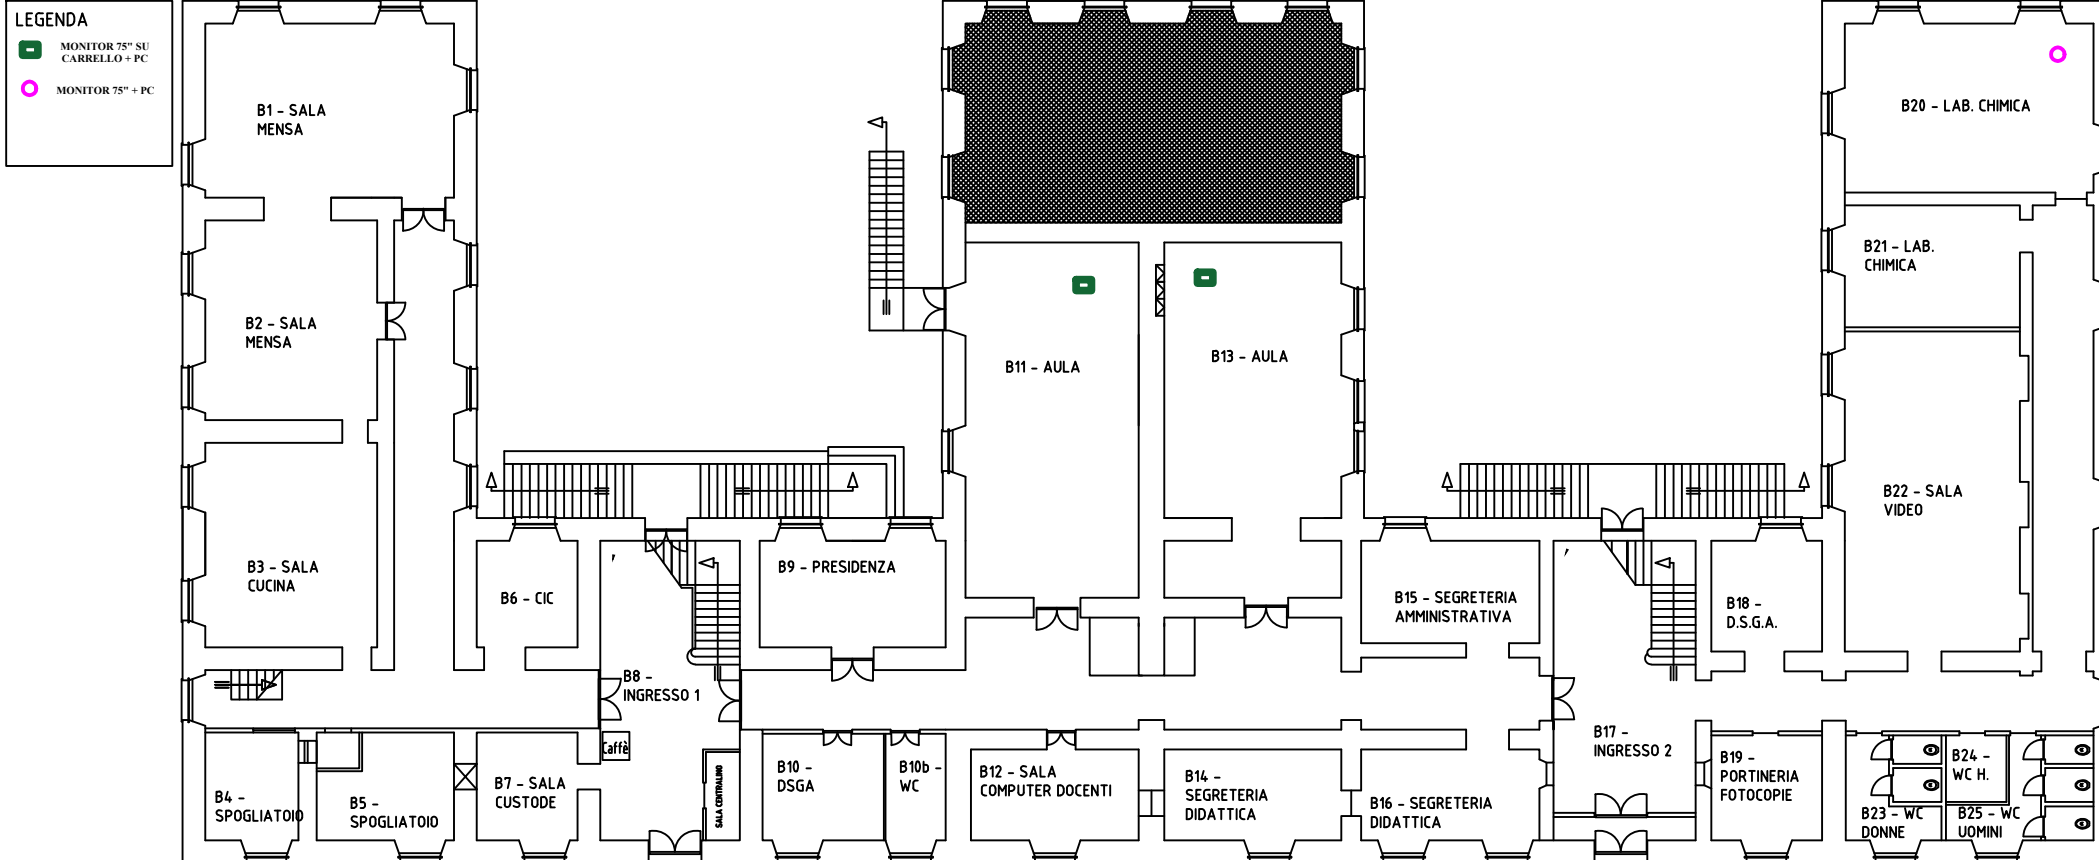 LEGENDA
MONITOR 75" SU
CARRELLO + PC
MONITOR 75" + PC
B1 - SALA
MENSA
B2 - SALA
MENSA
B3 - SALA
CUCINA
B4 -
SPOGLIATOIO
B5 -
SPOGLIATOIO
B6 - CIC
B7 - SALA
CUSTODE
B8 -
INGRESSO 1
Caffè
SALA CENTRALINO
B9 - PRESIDENZA
B10 -
DSGA
B10b -
WC
B11 - AULA
B12 - SALA
COMPUTER DOCENTI
B13 - AULA
B14 -
SEGRETERIA
DIDATTICA
B15 - SEGRETERIA
AMMINISTRATIVA
B16 - SEGRETERIA
DIDATTICA
B17 -
INGRESSO 2
B18 -
D.S.G.A.
B19 -
PORTINERIA
FOTOCOPIE
B20 - LAB. CHIMICA
B21 - LAB.
CHIMICA
B22 - SALA
VIDEO
B23 - WC
DONNE
B24 -
WC H.
B25 - WC
UOMINI